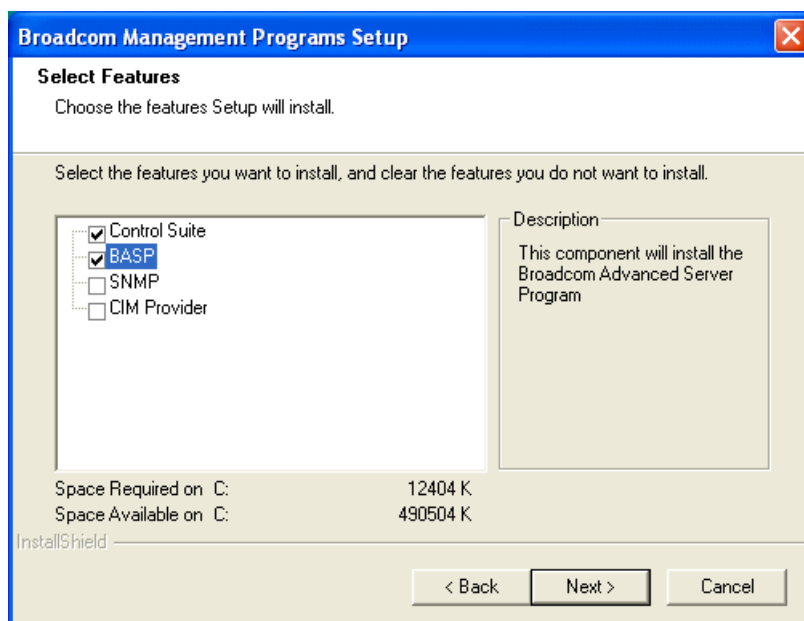 Broadcom Management Programs Setup
Select Features
Choose the features Setup will install.
Select the features you want to install, and clear the features you do not want to install.
Control Suite
BASP
SNMP
CIM Provider
Description
This component will install the
Broadcom Advanced Server
Program
Space Required on C: 12404 K
Space Available on C: 490504 K
InstallShield
< Back Next > Cancel